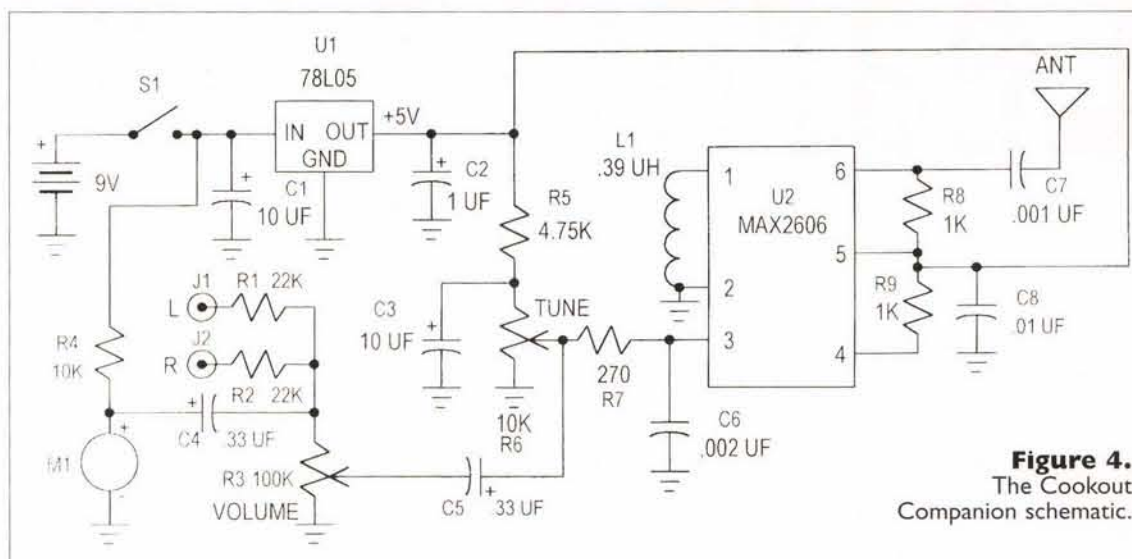 U1
78L05
S1
+5V
IN OUT
GND
+
9V
+
C1
10 UF
+
C2
1 UF
L1
.39 UH
ANT
1
2
3
U2
MAX2606
6
5
4
R8
1K
C7
.001 UF
R9
1K
C8
.01 UF
R5
4.75K
TUNE
C3
10 UF
+
10K
R6
270
R7
C6
.002 UF
J1
L
R1 22K
J2
R
R2 22K
R4
10K
+
C4 33 UF
+
M1
-
R3 100K
VOLUME
C5
+
33 UF
Figure 4.
The Cookout
Companion schematic.